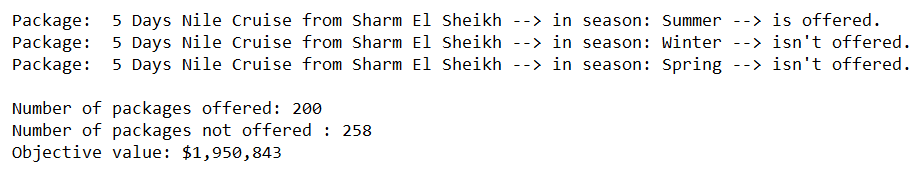 Package:  5 Days Nile Cruise from Sharm El Sheikh --> in season: Summer --> is offered.
Package:  5 Days Nile Cruise from Sharm El Sheikh --> in season: Winter --> isn't offered.
Package:  5 Days Nile Cruise from Sharm El Sheikh --> in season: Spring --> isn't offered.
Number of packages offered: 200
Number of packages not offered : 258
Objective value: $1,950,843